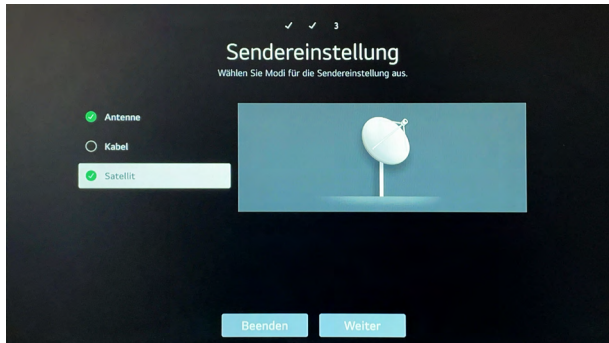 3
Sendereinstellung
Wählen Sie Modi für die Sendereinstellung aus.
Antenne
Kabel
Satellit
Beenden
Weiter